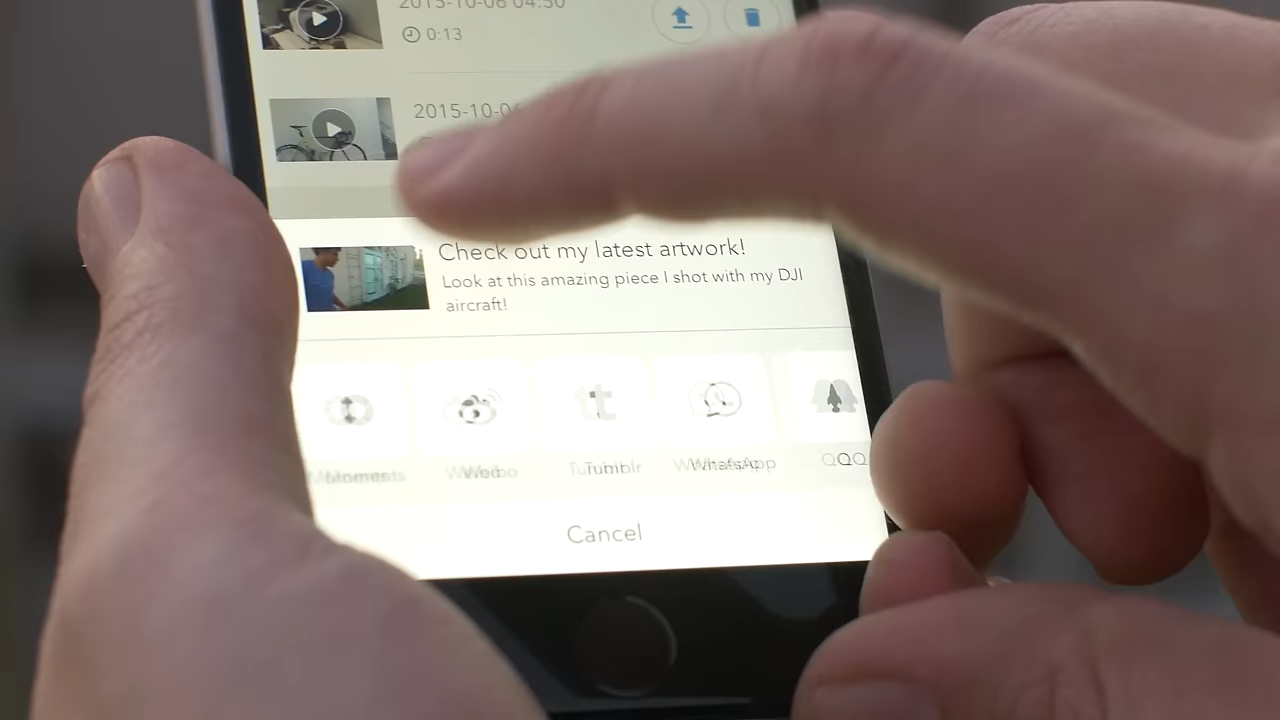 2015-10-06 04:50
0:13
2015-10-0
Check out my latest artwork!
Look at this amazing piece I shot with my DJI
aircraft!
Moments Weibo Tumblr WhatsApp QQ
Cancel